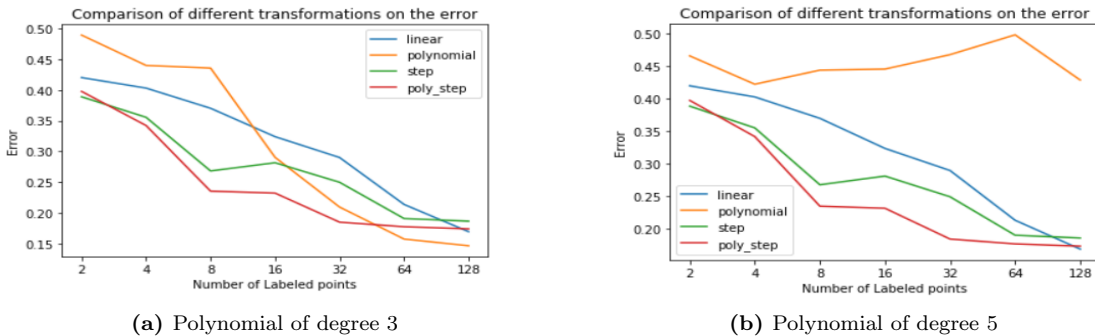 Comparison of different transformations on the error
0.50
0.45
0.40
0.35
0.30
0.25
0.20
0.15
Error
linear
polynomial
step
poly_step
2 4 8 16 32 64 128
Number of Labeled points
(a) Polynomial of degree 3
Comparison of different transformations on the error
0.50
0.45
0.40
0.35
0.30
0.25
0.20
Error
linear
polynomial
step
poly_step
2 4 8 16 32 64 128
Number of Labeled points
(b) Polynomial of degree 5